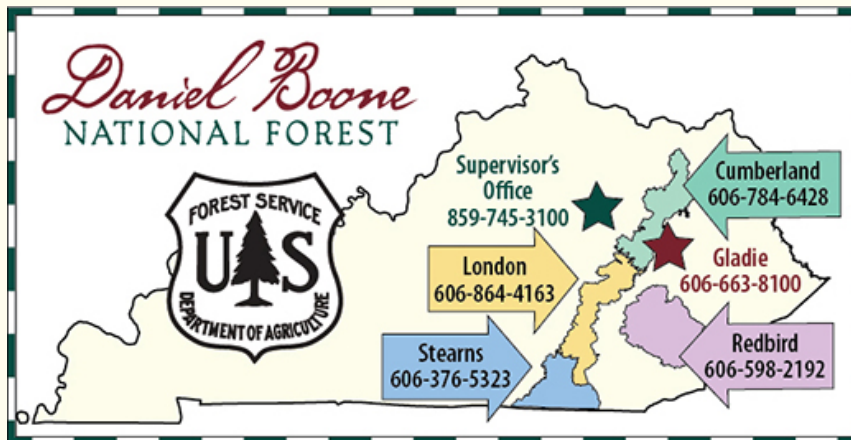 Daniel Boone
NATIONAL FOREST
FOREST SERVICE
U S
DEPARTMENT OF AGRICULTURE
Supervisor's
Office
859-745-3100
Cumberland
606-784-6428
London
606-864-4163
Gladie
606-663-8100
Stearns
606-376-5323
Redbird
606-598-2192